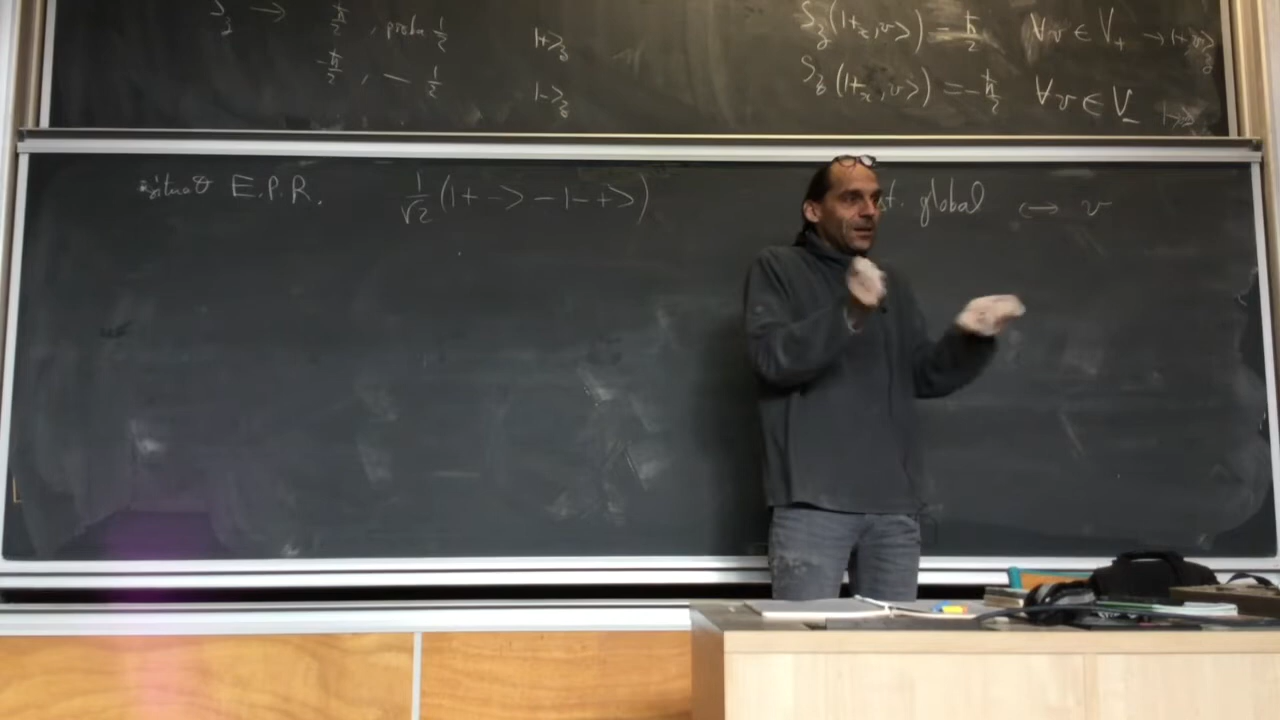 S_z → ħ/2, proba 1/2 |+>_z
-ħ/2, — 1/2 |->_z
S_z(|+_x, v>) = ħ/2 ∀v ∈ V_+ →
S_z(|+_x, v>) = -ħ/2 ∀v ∈ V_-
E.P.R. 1/√2 (|+ -> - |- +>)
st. global ↔ v